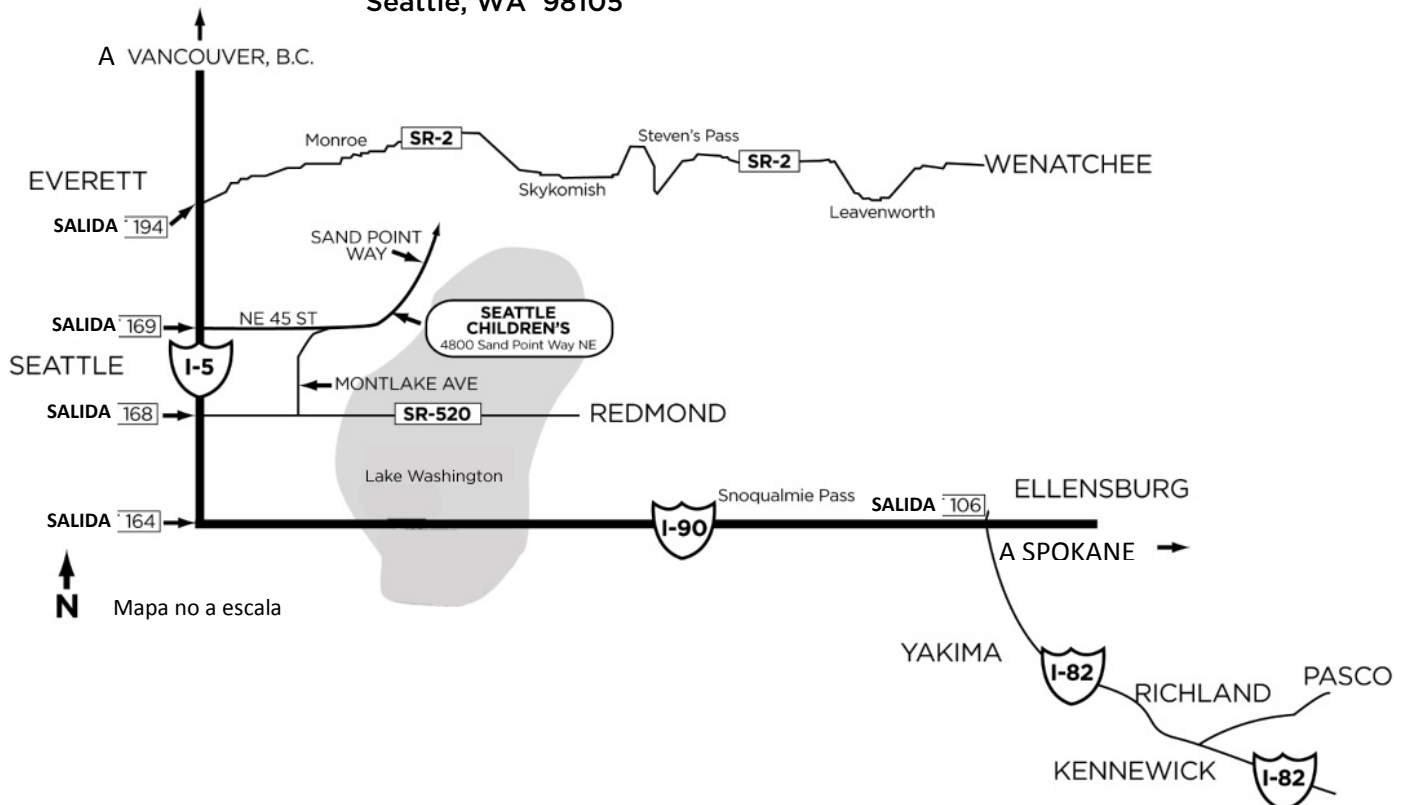 Seattle, WA 98105
A VANCOUVER, B.C.
Monroe
SR-2
Steven's Pass
SR-2
WENATCHEE
EVERETT
Skykomish
Leavenworth
SALIDA 194
SAND POINT
WAY
SALIDA 169
NE 45 ST
SEATTLE
CHILDREN'S
4800 Sand Point Way NE
SEATTLE
I-5
MONTLAKE AVE
SALIDA 168
SR-520
REDMOND
Lake Washington
Snoqualmie Pass
SALIDA 106
ELLENSBURG
SALIDA 164
I-90
A SPOKANE
N
Mapa no a escala
YAKIMA
I-82
RICHLAND
PASCO
KENNEWICK
I-82